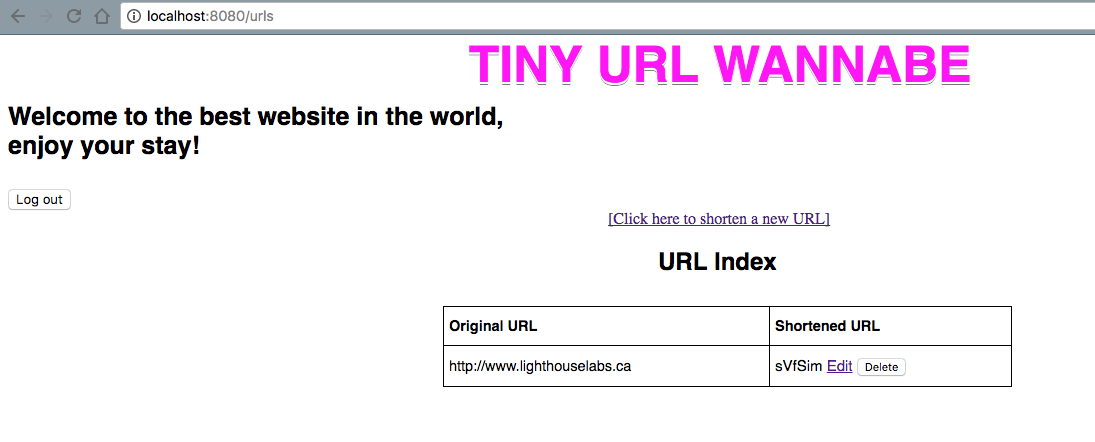 localhost:8080/urls
TINY URL WANNABE
Welcome to the best website in the world,
enjoy your stay!
Log out
[Click here to shorten a new URL]
URL Index
Original URL Shortened URL
http://www.lighthouselabs.ca sVfSim Edit Delete